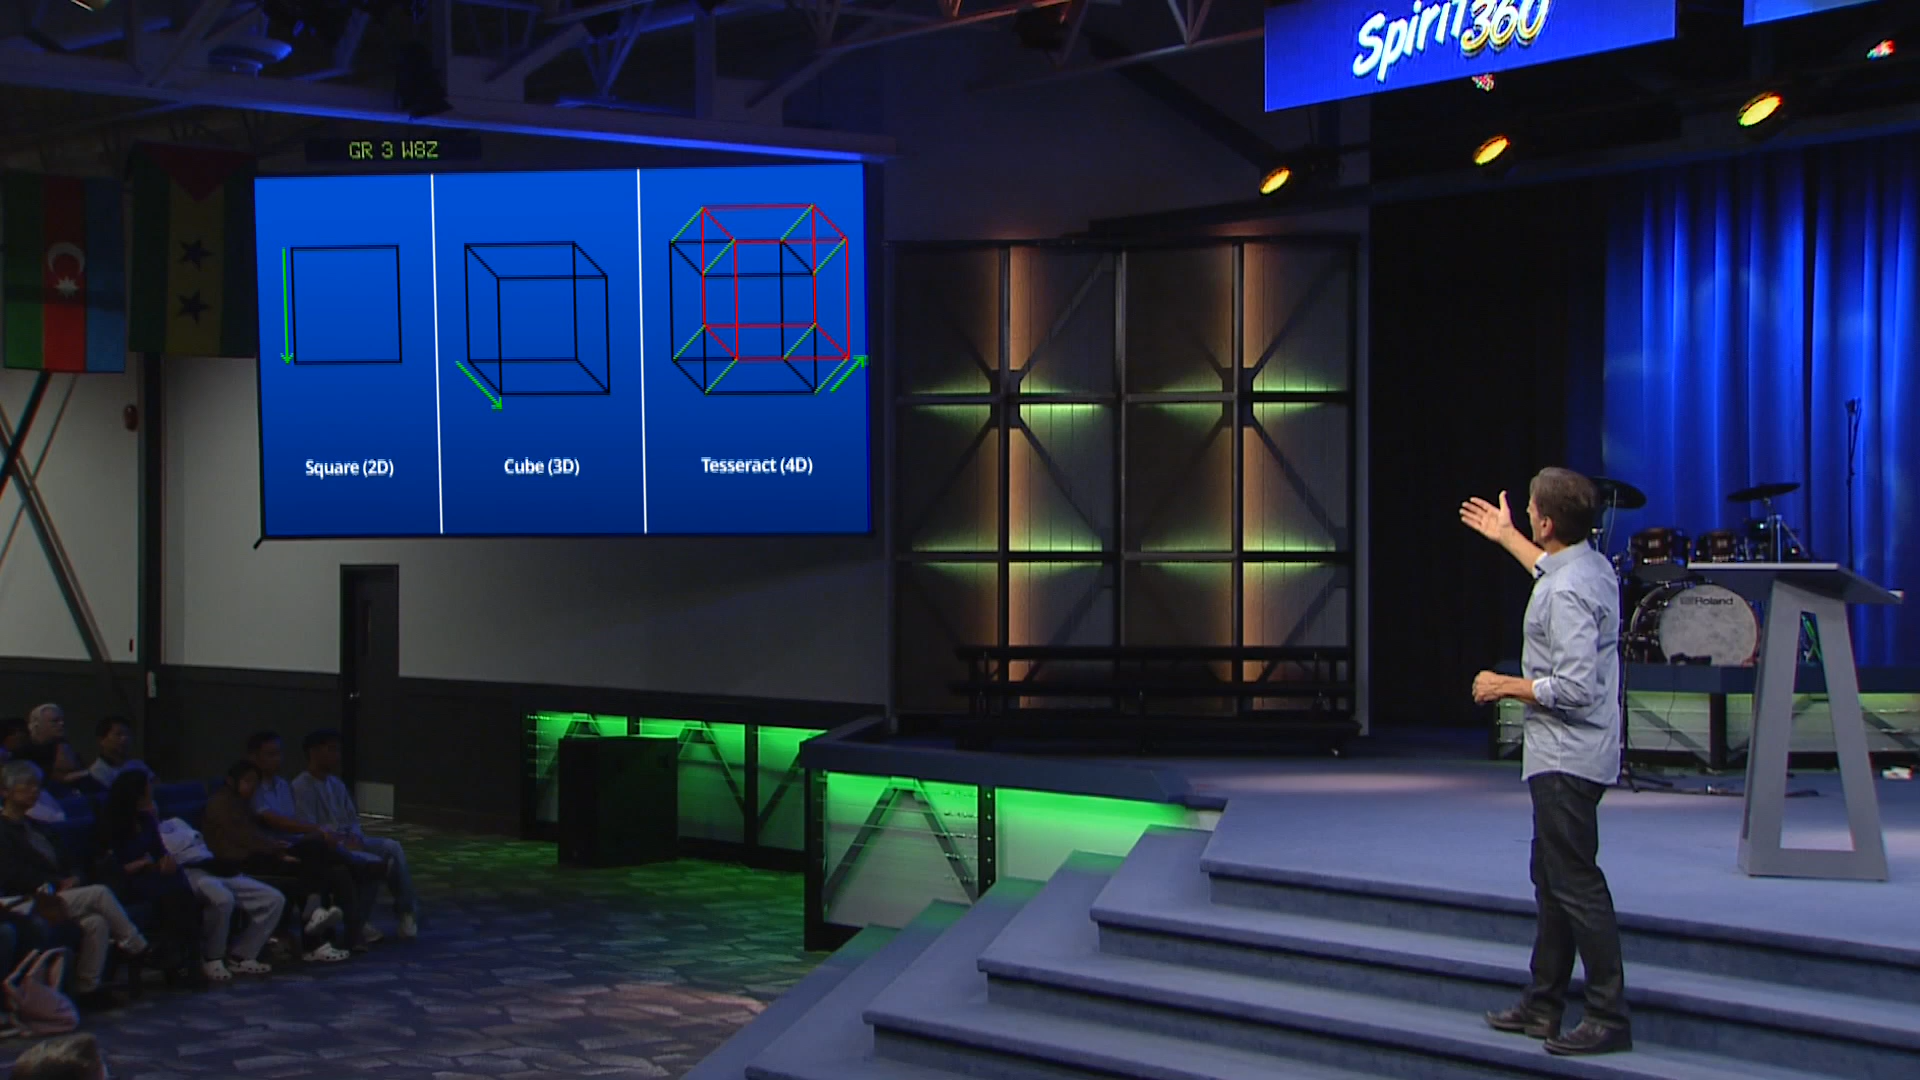 Spirit360
GR 3 W8Z
Square (2D)
Cube (3D)
Tesseract (4D)
Roland